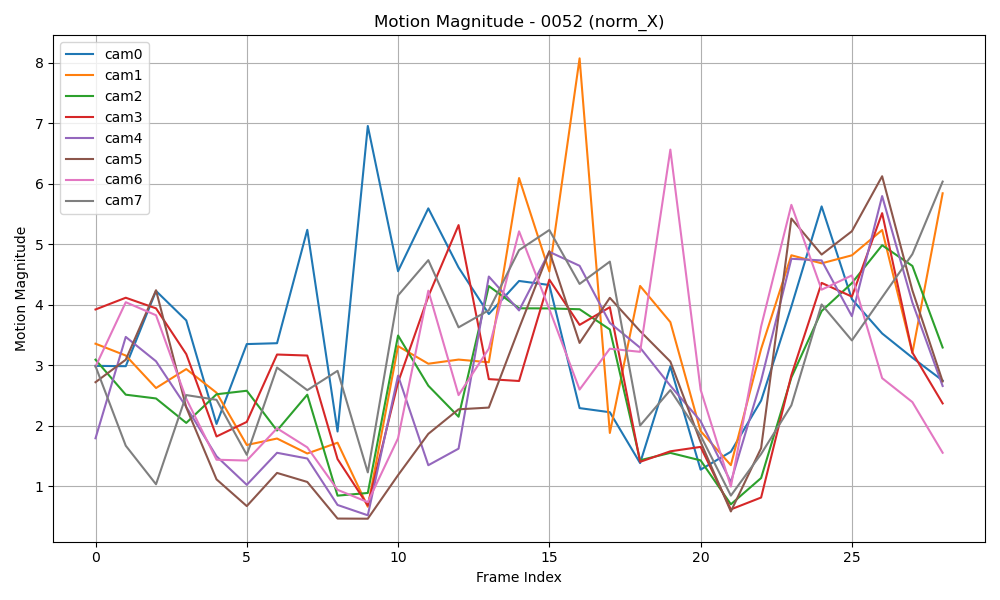 Motion Magnitude - 0052 (norm_X)
cam0
cam1
cam2
cam3
cam4
cam5
cam6
cam7
Motion Magnitude
8
7
6
5
4
3
2
1
0 5 10 15 20 25
Frame Index